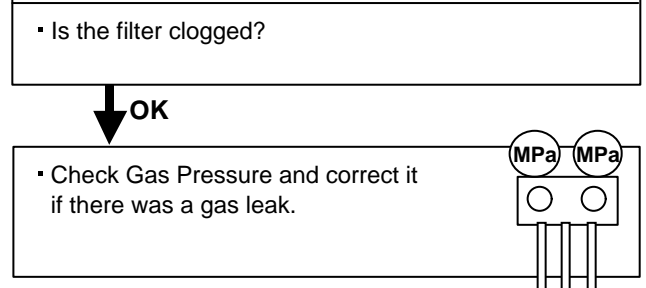 ▪ Is the filter clogged?
OK
▪ Check Gas Pressure and correct it
if there was a gas leak.
MPa MPa